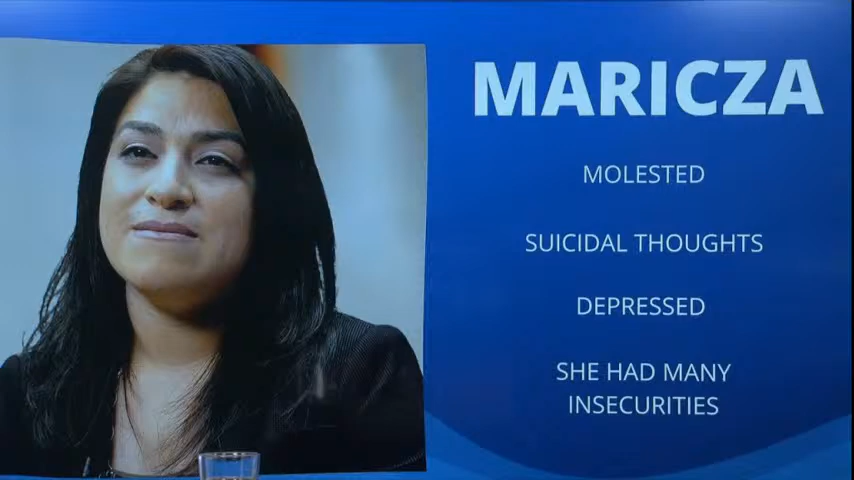 MARICZA
MOLESTED
SUICIDAL THOUGHTS
DEPRESSED
SHE HAD MANY
INSECURITIES